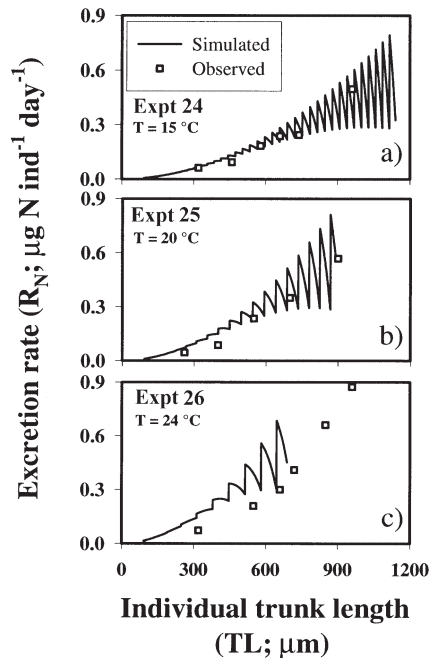 Excretion rate (R_N; µg N ind⁻¹ day⁻¹)
Simulated
Observed
Expt 24
T = 15 °C
a)
0.9
0.6
0.3
0.0
Expt 25
T = 20 °C
b)
0.9
0.6
0.3
0.0
Expt 26
T = 24 °C
c)
0.9
0.6
0.3
0.0
0 300 600 900 1200
Individual trunk length
(TL; µm)